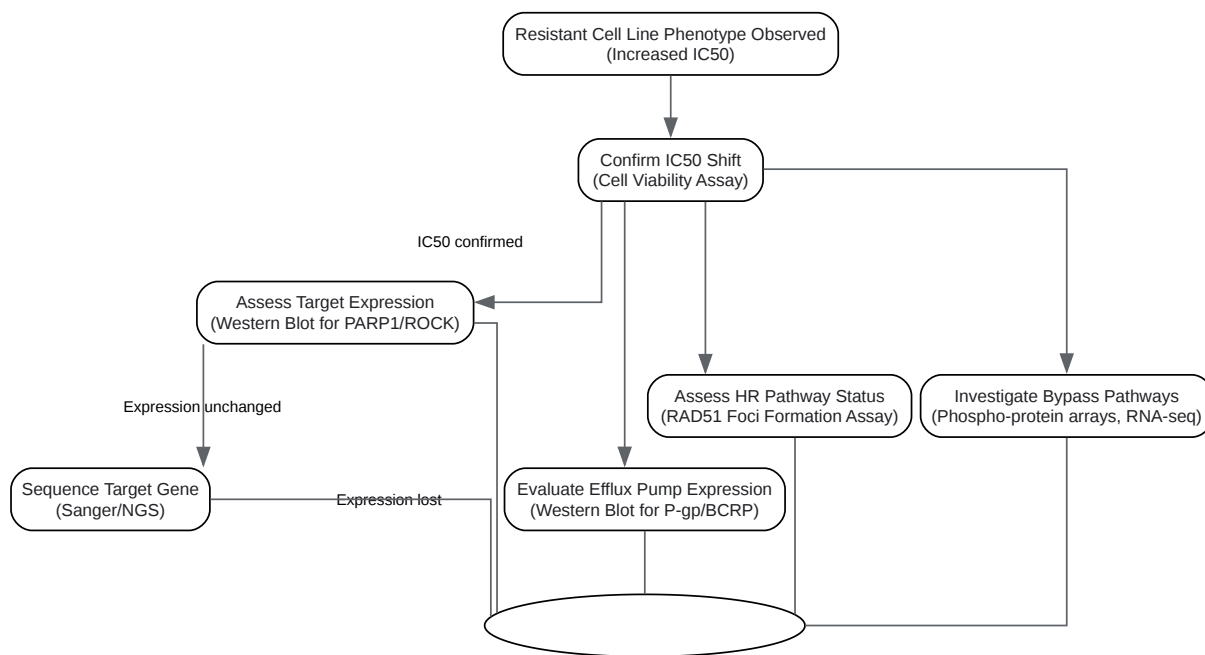 Resistant Cell Line Phenotype Observed
(Increased IC50)
Confirm IC50 Shift
(Cell Viability Assay)
IC50 confirmed
Assess Target Expression
(Western Blot for PARP1/ROCK)
Expression unchanged
Assess HR Pathway Status
(RAD51 Foci Formation Assay)
Investigate Bypass Pathways
(Phospho-protein arrays, RNA-seq)
Sequence Target Gene
(Sanger/NGS)
Expression lost
Evaluate Efflux Pump Expression
(Western Blot for P-gp/BCRP)